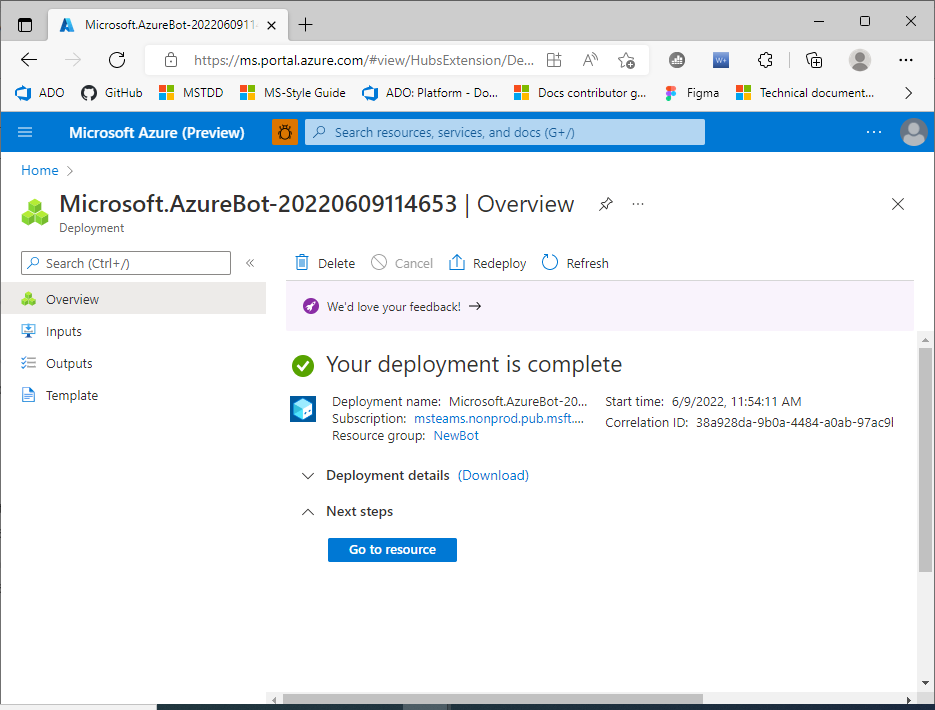 Microsoft.AzureBot-2022060911
https://ms.portal.azure.com/#view/HubsExtension/De...
ADO
GitHub
MSTDD
MS-Style Guide
ADO: Platform - Do...
Docs contributor g...
Figma
Technical document...
Microsoft Azure (Preview)
Search resources, services, and docs (G+/)
Home
Microsoft.AzureBot-20220609114653 | Overview
Deployment
Search (Ctrl+/)
Delete
Cancel
Redeploy
Refresh
Overview
Inputs
Outputs
Template
We'd love your feedback!
Your deployment is complete
Deployment name: Microsoft.AzureBot-20...
Subscription: msteams.nonprod.pub.msft....
Resource group: NewBot
Start time: 6/9/2022, 11:54:11 AM
Correlation ID: 38a928da-9b0a-4484-a0ab-97ac9l
Deployment details (Download)
Next steps
Go to resource